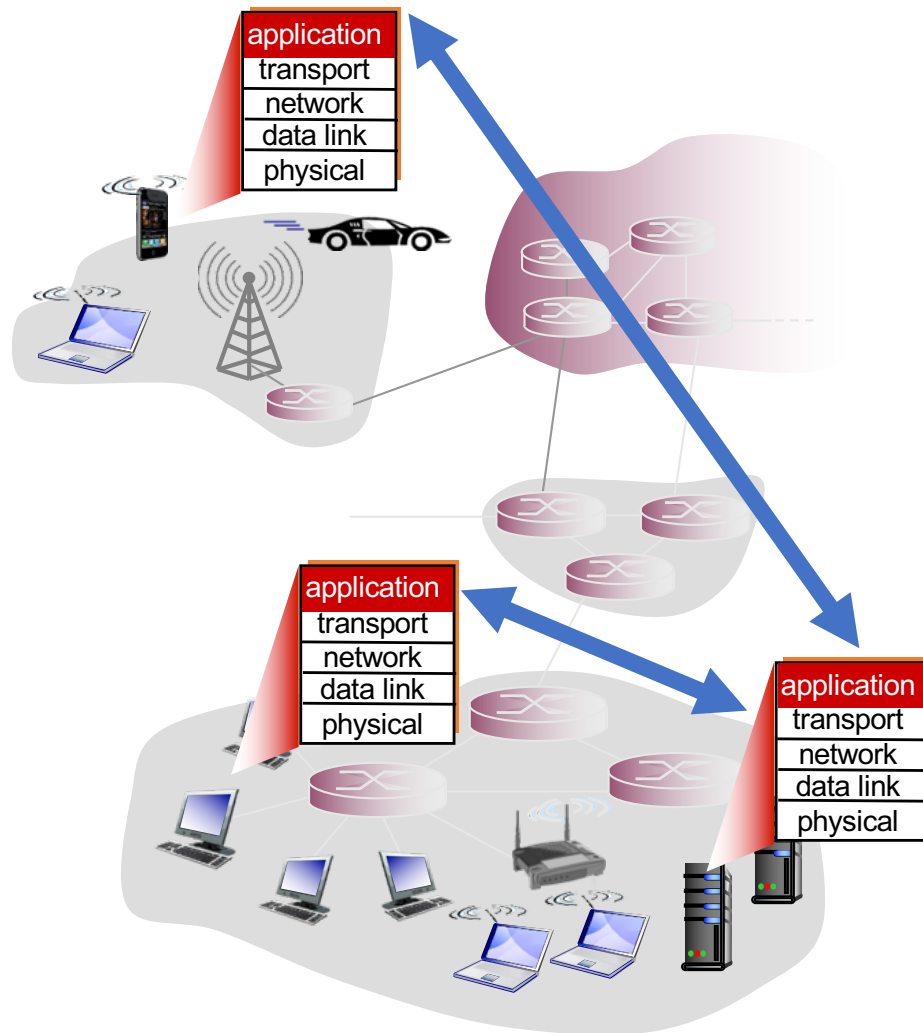 application
transport
network
data link
physical
application
transport
network
data link
physical
application
transport
network
data link
physical